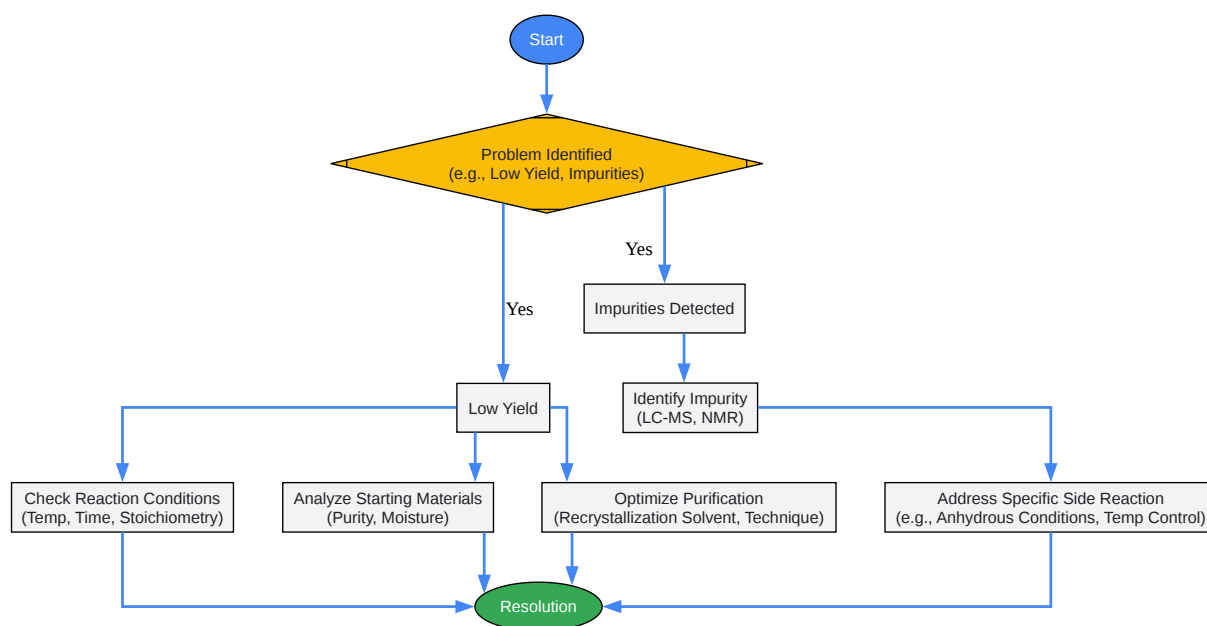 Start
Problem Identified
(e.g., Low Yield, Impurities)
Yes
Impurities Detected
Yes
Low Yield
Identify Impurity
(LC-MS, NMR)
Check Reaction Conditions
(Temp, Time, Stoichiometry)
Analyze Starting Materials
(Purity, Moisture)
Optimize Purification
(Recrystallization Solvent, Technique)
Address Specific Side Reaction
(e.g., Anhydrous Conditions, Temp Control)
Resolution